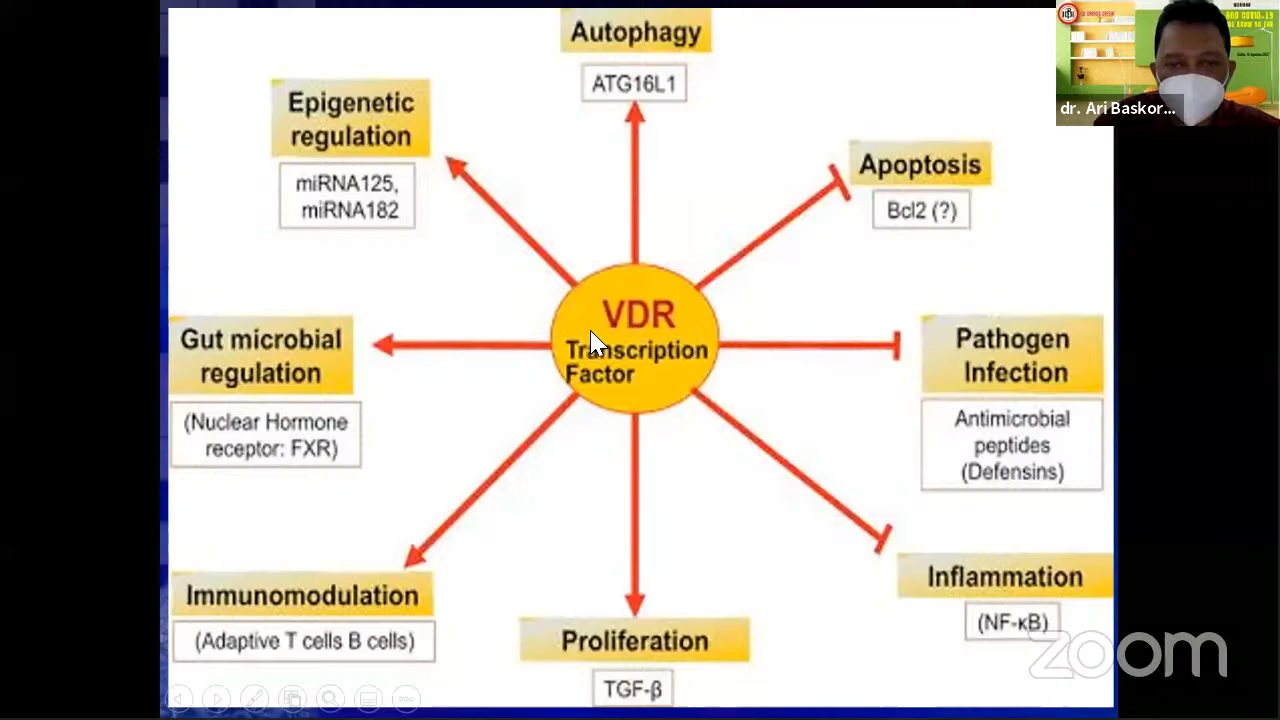 Autophagy
ATG16L1
Epigenetic
regulation
miRNA125,
miRNA182
Apoptosis
Bcl2 (?)
VDR
Transcription
Factor
Gut microbial
regulation
(Nuclear Hormone
receptor: FXR)
Pathogen
Infection
Antimicrobial
peptides
(Defensins)
Immunomodulation
(Adaptive T cells B cells)
Proliferation
TGF-β
Inflammation
(NF-κB)
zoom
dr. Ari Baskor...